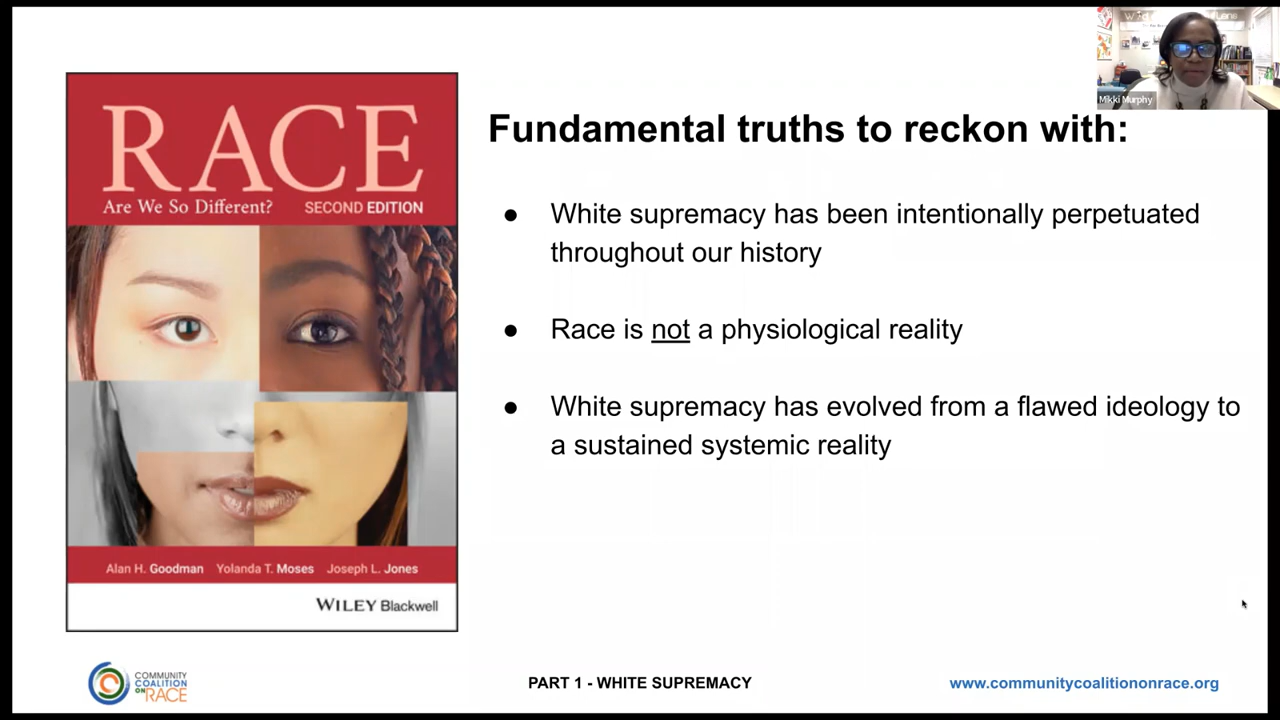 RACE
Are We So Different? SECOND EDITION
Alan H. Goodman Yolanda T. Moses Joseph L. Jones
WILEY Blackwell
Mikki Murphy
Fundamental truths to reckon with:
● White supremacy has been intentionally perpetuated
throughout our history
● Race is not a physiological reality
● White supremacy has evolved from a flawed ideology to
a sustained systemic reality
COMMUNITY
COALITION
ON RACE
PART 1 - WHITE SUPREMACY
www.communitycoalitiononrace.org